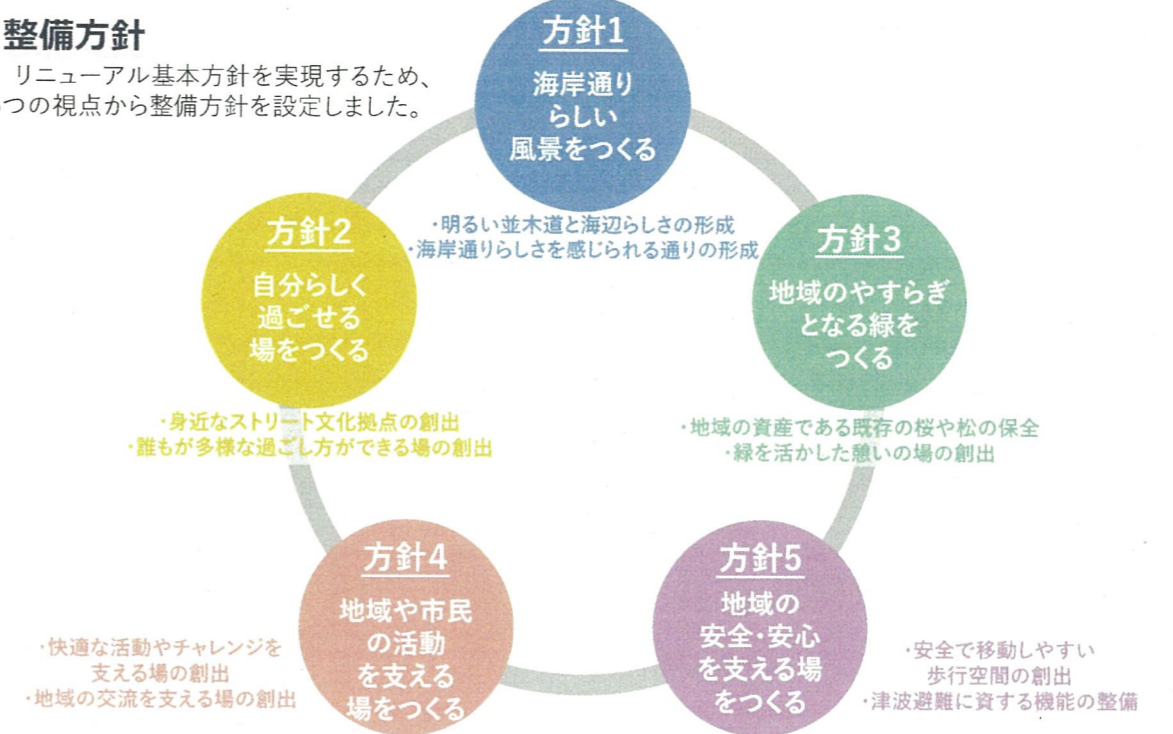 整備方針
リニューアル基本方針を実現するため、
つの視点から整備方針を設定しました。
方針1
海岸通り
らしい
風景をつくる
・明るい並木道と海辺らしさの形成
・海岸通りらしさを感じられる通りの形成
方針2
自分らしく
過ごせる
場をつくる
・身近なストリート文化拠点の創出
・誰もが多様な過ごし方ができる場の創出
方針3
地域のやすらぎ
となる緑を
つくる
・地域の資産である既存の桜や松の保全
・緑を活かした憩いの場の創出
方針4
地域や市民
の活動
を支える
場をつくる
・快適な活動やチャレンジを
支える場の創出
・地域の交流を支える場の創出
方針5
地域の
安全・安心
を支える場
をつくる
・安全で移動しやすい
歩行空間の創出
・津波避難に資する機能の整備